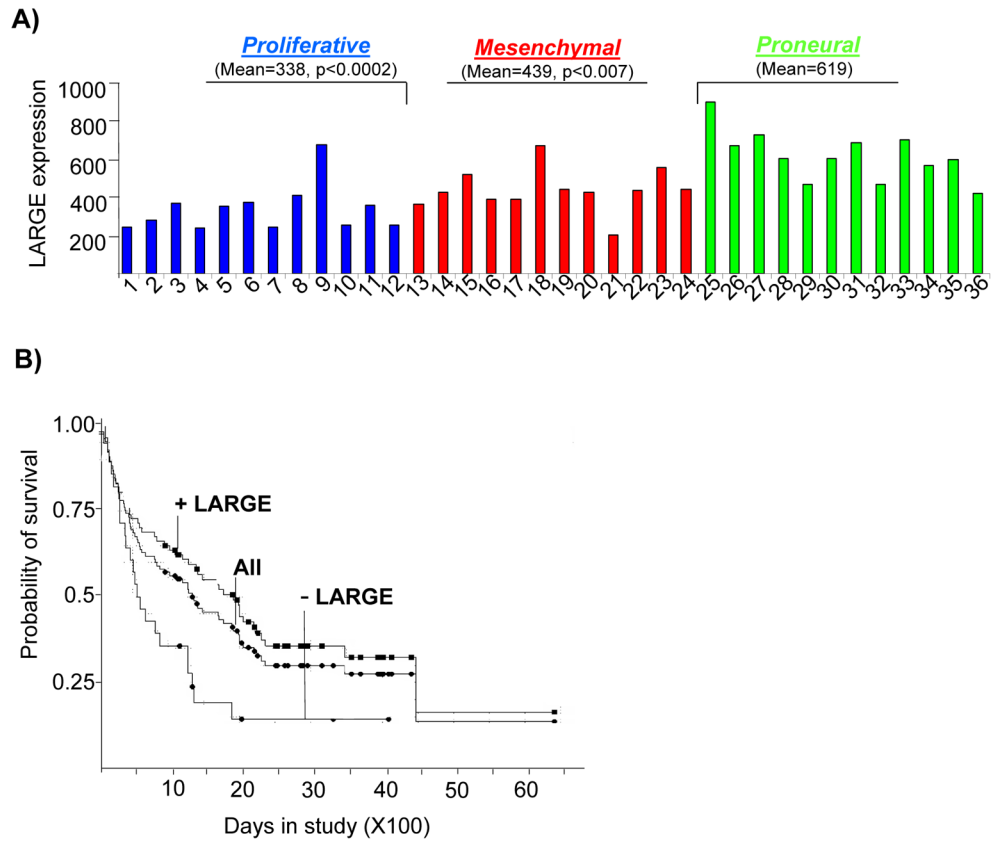 A)
Proliferative Mesenchymal Proneural
(Mean=338, p<0.0002) (Mean=439, p<0.007) (Mean=619)
LARGE expression
1000
800
600
400
200
1 2 3 4 5 6 7 8 9 10 11 12 13 14 15 16 17 18 19 20 21 22 23 24 25 26 27 28 29 30 31 32 33 34 35 36
B)
Probability of survival
1.00
0.75
0.5
0.25
+ LARGE
All
- LARGE
10 20 30 40 50 60
Days in study (X100)